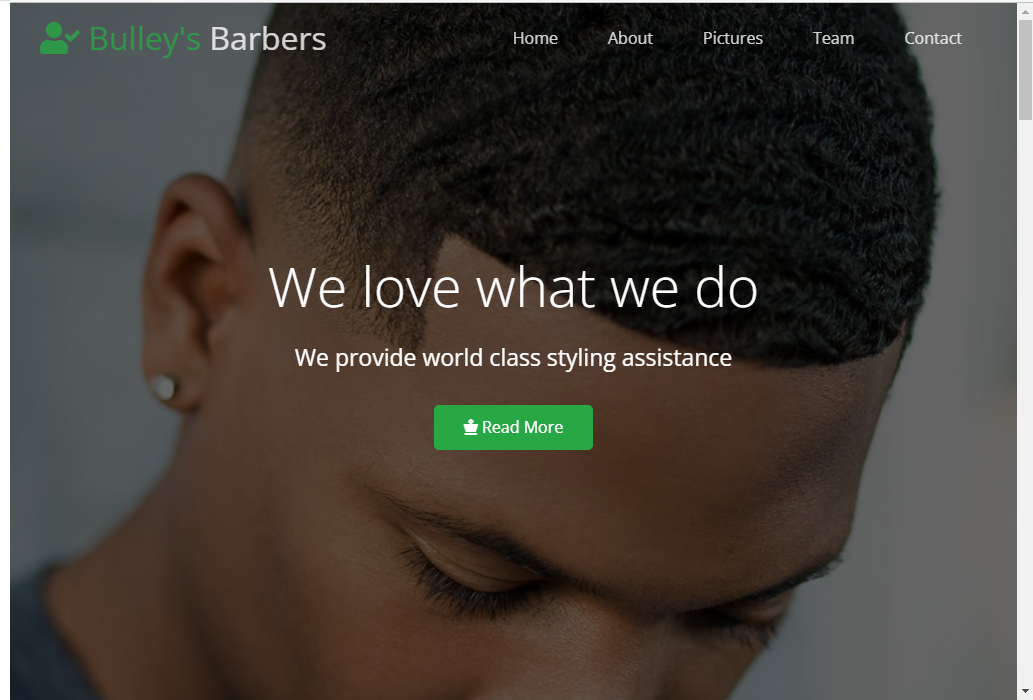 Bulley's Barbers
Home About Pictures Team Contact
We love what we do
We provide world class styling assistance
Read More